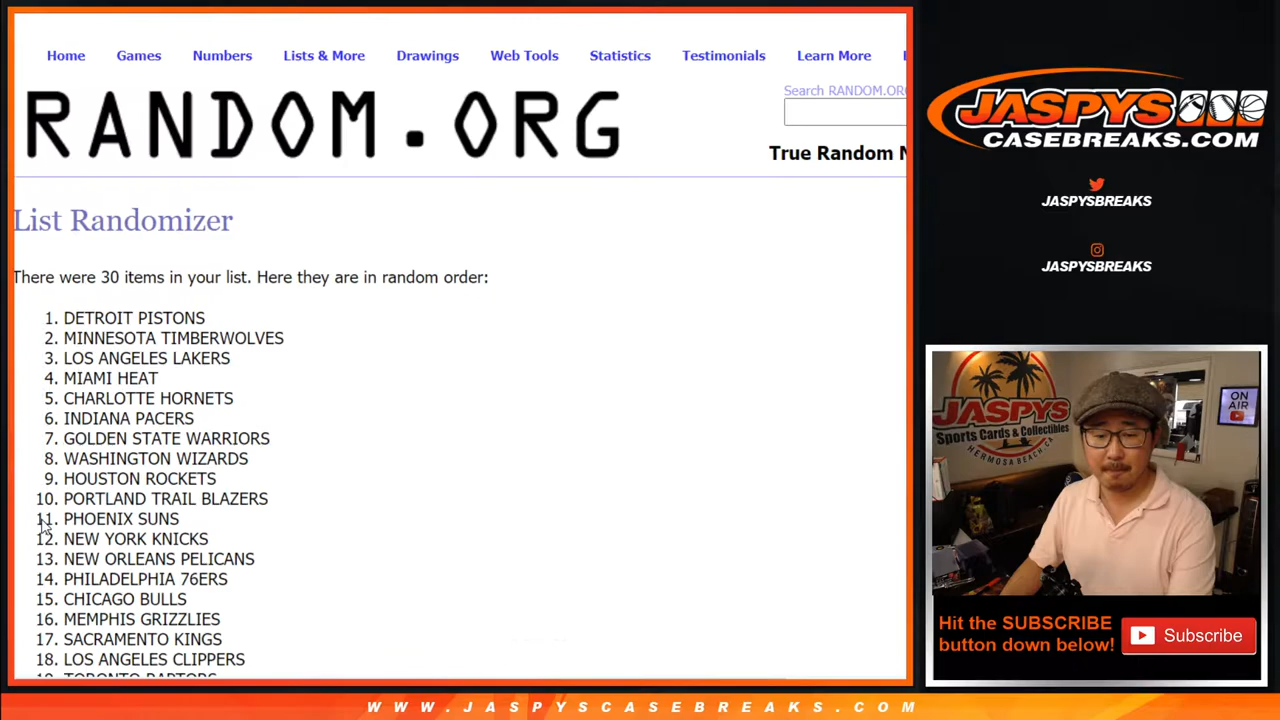 Home Games Numbers Lists & More Drawings Web Tools Statistics Testimonials Learn More
Search RANDOM.ORG
RANDOM.ORG
True Random N
List Randomizer
There were 30 items in your list. Here they are in random order:
1. DETROIT PISTONS
2. MINNESOTA TIMBERWOLVES
3. LOS ANGELES LAKERS
4. MIAMI HEAT
5. CHARLOTTE HORNETS
6. INDIANA PACERS
7. GOLDEN STATE WARRIORS
8. WASHINGTON WIZARDS
9. HOUSTON ROCKETS
10. PORTLAND TRAIL BLAZERS
11. PHOENIX SUNS
12. NEW YORK KNICKS
13. NEW ORLEANS PELICANS
14. PHILADELPHIA 76ERS
15. CHICAGO BULLS
16. MEMPHIS GRIZZLIES
17. SACRAMENTO KINGS
18. LOS ANGELES CLIPPERS
19. TORONTO RAPTORS
JASPYS
CASEBREAKS.COM
JASPYSBREAKS
JASPYSBREAKS
JASPYS
Sports Cards & Collectibles
HERMOSA BEACH, CA
ON
AIR
Hit the SUBSCRIBE
button down below!
Subscribe
WWW.JASPYSCASEBREAKS.COM